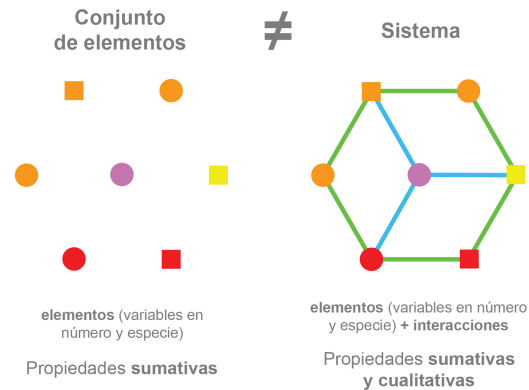 Conjunto
de elementos
≠
Sistema
elementos (variables en
número y especie)
Propiedades sumativas
elementos (variables en número
y especie) + interacciones
Propiedades sumativas
y cualitativas